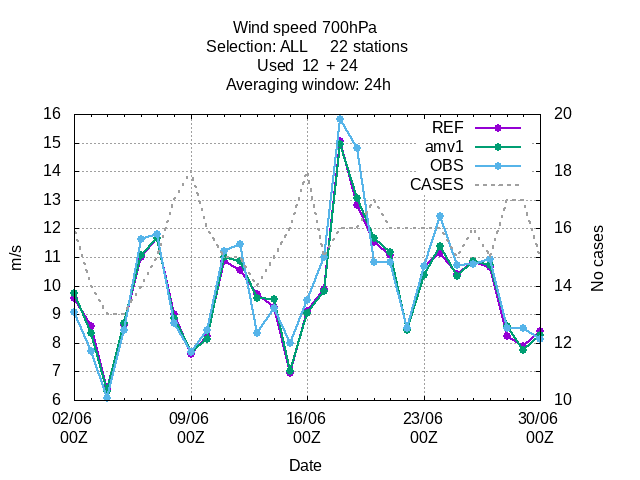 Wind speed 700hPa
Selection: ALL 22 stations
Used 12 + 24
Averaging window: 24h
16
15
14
13
12
11
10
9
8
7
6
m/s
20
18
16
14
12
10
No cases
REF
amv1
OBS
CASES
02/06 09/06 16/06 23/06 30/06
00Z 00Z 00Z 00Z 00Z
Date